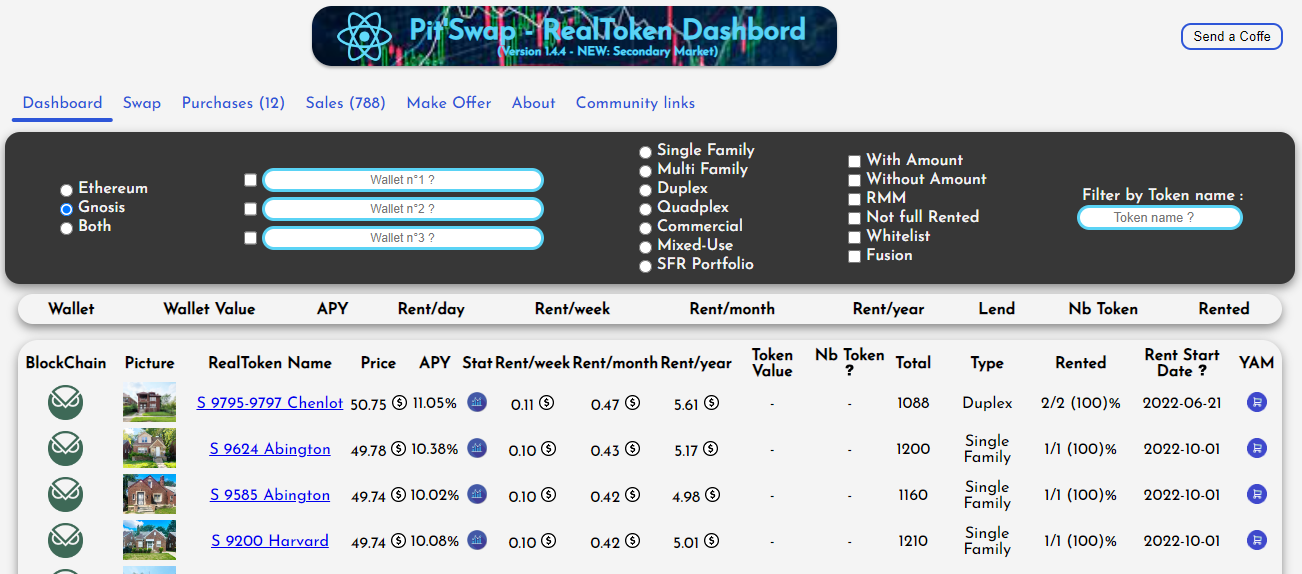 Pit'Swap - RealToken Dashbord
(Version 1.4.4 - NEW: Secondary Market)
Send a Coffe
Dashboard Swap Purchases (12) Sales (788) Make Offer About Community links
Ethereum
Gnosis
Both
Wallet n°1 ?
Wallet n°2 ?
Wallet n°3 ?
Single Family
Multi Family
Duplex
Quadplex
Commercial
Mixed-Use
SFR Portfolio
With Amount
Without Amount
RMM
Not full Rented
Whitelist
Fusion
Filter by Token name :
Token name ?
Wallet Wallet Value APY Rent/day Rent/week Rent/month Rent/year Lend Nb Token Rented
BlockChain Picture RealToken Name Price APY Stat Rent/week Rent/month Rent/year Token Value Nb Token ? Total Type Rented Rent Start Date ? YAM
S 9795-9797 Chenlot 50.75 $ 11.05% 0.11 $ 0.47 $ 5.61 $ - 1088 Duplex 2/2 (100)% 2022-06-21
S 9624 Abington 49.78 $ 10.38% 0.10 $ 0.43 $ 5.17 $ - - 1200 Single Family 1/1 (100)% 2022-10-01
S 9585 Abington 49.74 $ 10.02% 0.10 $ 0.42 $ 4.98 $ - - 1160 Single Family 1/1 (100)% 2022-10-01
S 9200 Harvard 49.74 $ 10.08% 0.10 $ 0.42 $ 5.01 $ - - 1210 Single Family 1/1 (100)% 2022-10-01